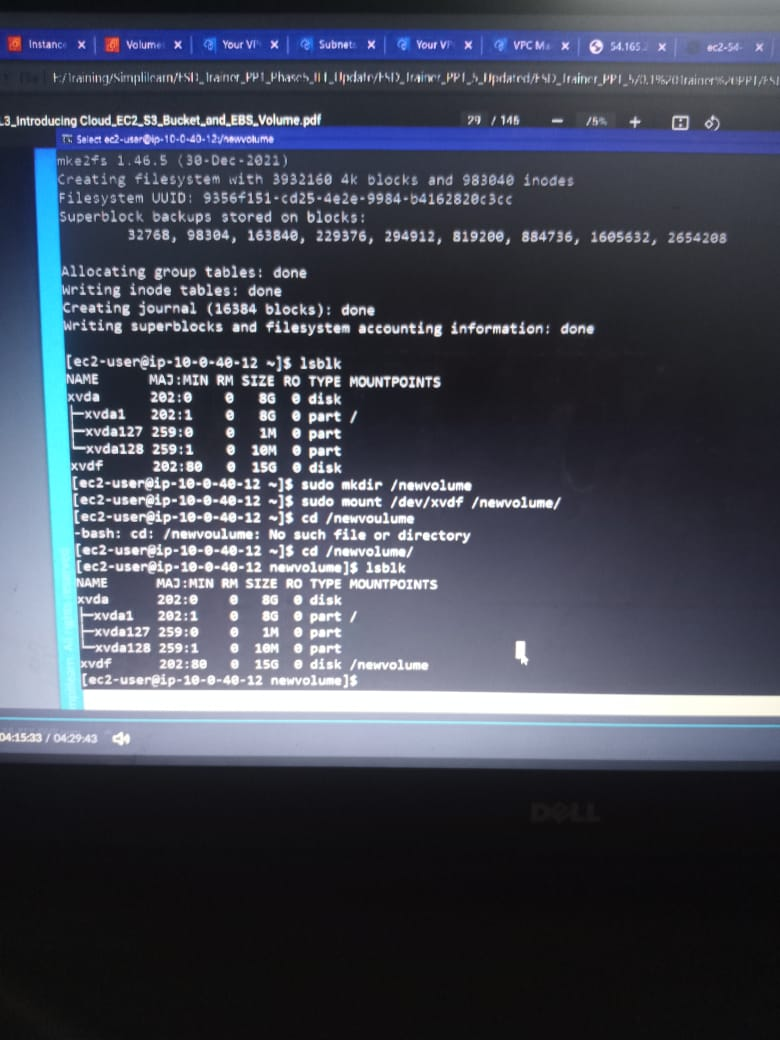 Instanc x Volume: x Your VI x Subnet: x Your VI x VPC M x 54.165. x ec2-54- x
L3_Introducing Cloud_EC2_S3_Bucket_and_EBS_Volume.pdf 29 / 145 — 75% +
Select ec2-user@ip-10-0-40-12:/newvolume
mke2fs 1.46.5 (30-Dec-2021)
Creating filesystem with 3932160 4k blocks and 983040 inodes
Filesystem UUID: 9356f151-cd25-4e2e-9984-b4162820c3cc
Superblock backups stored on blocks:
32768, 98304, 163840, 229376, 294912, 819200, 884736, 1605632, 2654208
Allocating group tables: done
Writing inode tables: done
Creating journal (16384 blocks): done
Writing superblocks and filesystem accounting information: done
[ec2-user@ip-10-0-40-12 ~]$ lsblk
NAME MAJ:MIN RM SIZE RO TYPE MOUNTPOINTS
xvda 202:0 0 8G 0 disk
├─xvda1 202:1 0 8G 0 part /
├─xvda127 259:0 0 1M 0 part
└─xvda128 259:1 0 10M 0 part
xvdf 202:80 0 15G 0 disk
[ec2-user@ip-10-0-40-12 ~]$ sudo mkdir /newvolume
[ec2-user@ip-10-0-40-12 ~]$ sudo mount /dev/xvdf /newvolume/
[ec2-user@ip-10-0-40-12 ~]$ cd /newvoulume
-bash: cd: /newvoulume: No such file or directory
[ec2-user@ip-10-0-40-12 ~]$ cd /newvolume/
[ec2-user@ip-10-0-40-12 newvolume]$ lsblk
NAME MAJ:MIN RM SIZE RO TYPE MOUNTPOINTS
xvda 202:0 0 8G 0 disk
├─xvda1 202:1 0 8G 0 part /
├─xvda127 259:0 0 1M 0 part
└─xvda128 259:1 0 10M 0 part
xvdf 202:80 0 15G 0 disk /newvolume
[ec2-user@ip-10-0-40-12 newvolume]$
04:15:33 / 04:29:43
DELL